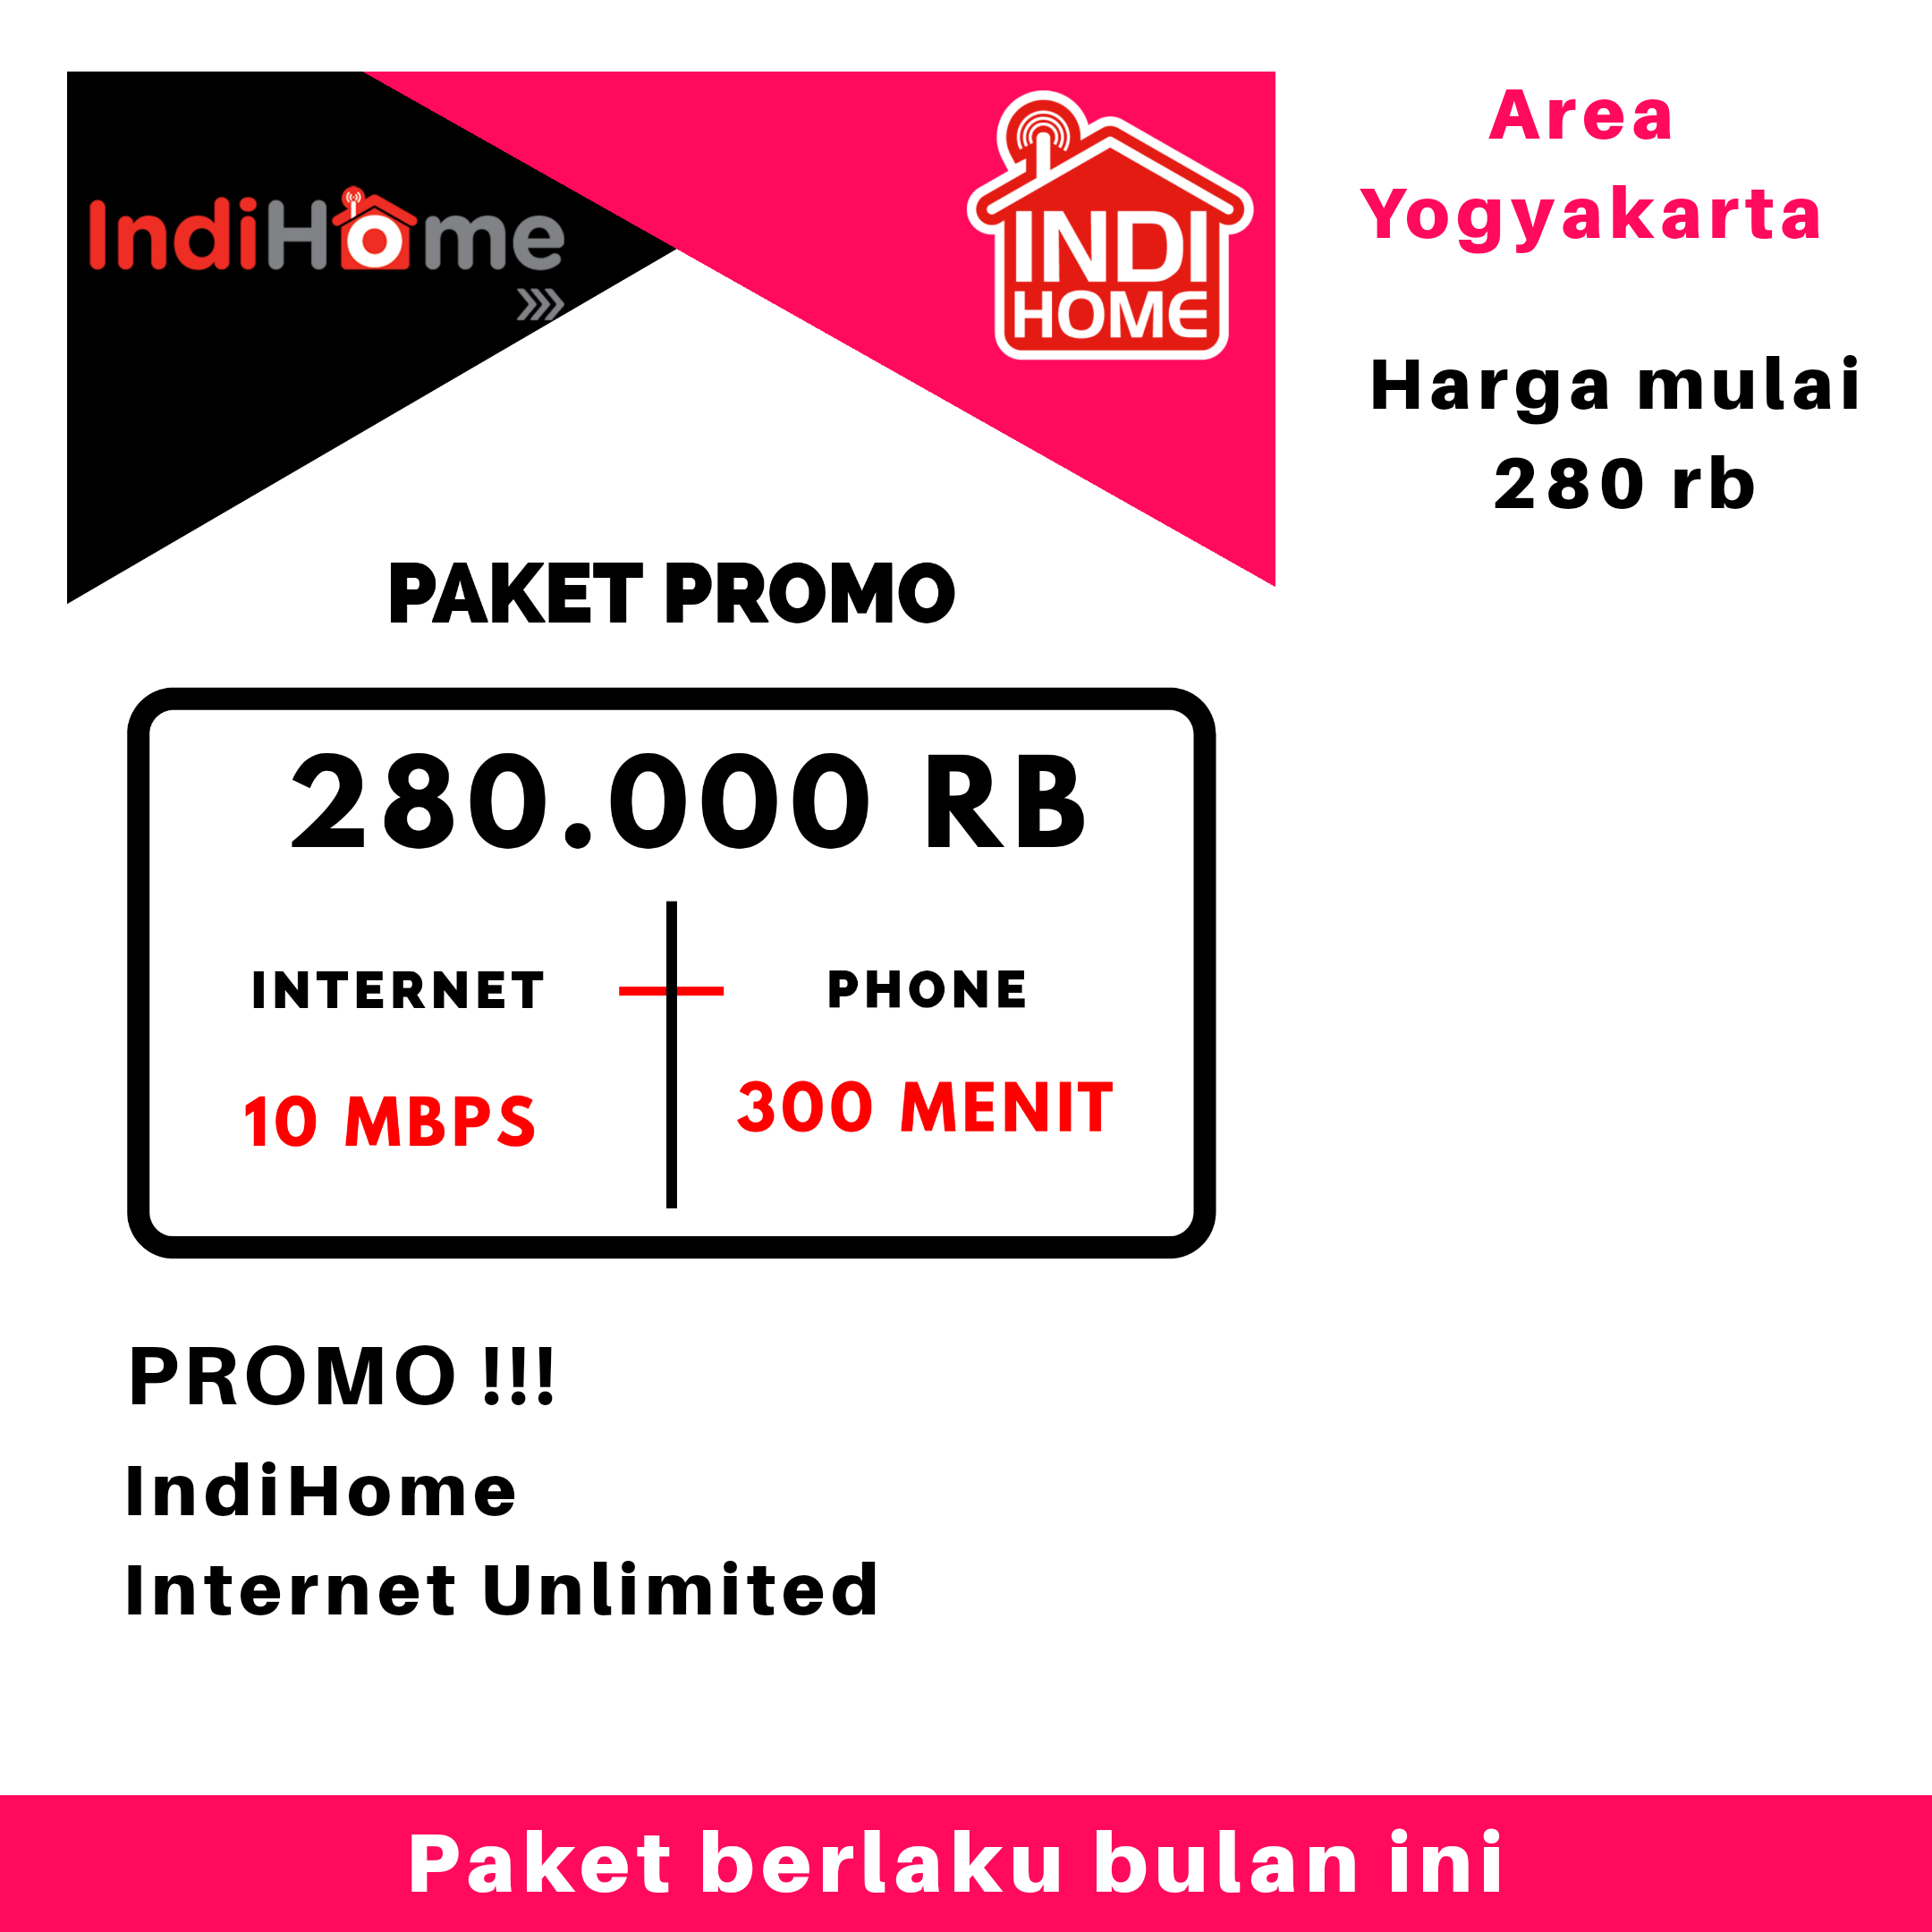 IndiHome
INDI
HOME
Area
Yogyakarta
Harga mulai
280 rb
PAKET PROMO
280.000 RB
INTERNET
PHONE
10 MBPS
300 MENIT
PROMO !!!
IndiHome
Internet Unlimited
Paket berlaku bulan ini